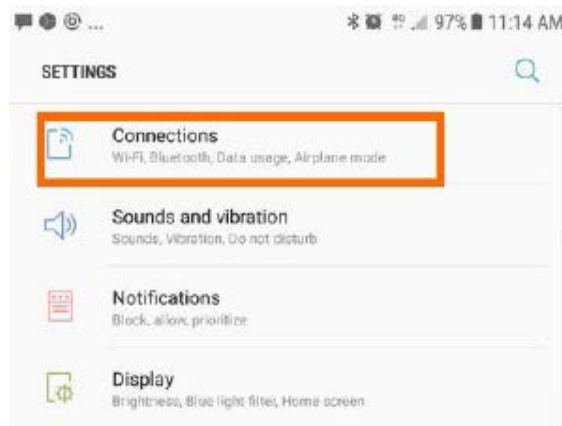 ... 97% 11:14 AM
SETTINGS
Connections
Wi-Fi, Bluetooth, Data usage, Airplane mode
Sounds and vibration
Sounds, Vibration, Do not disturb
Notifications
Block, allow, prioritize
Display
Brightness, Blue light filter, Home screen